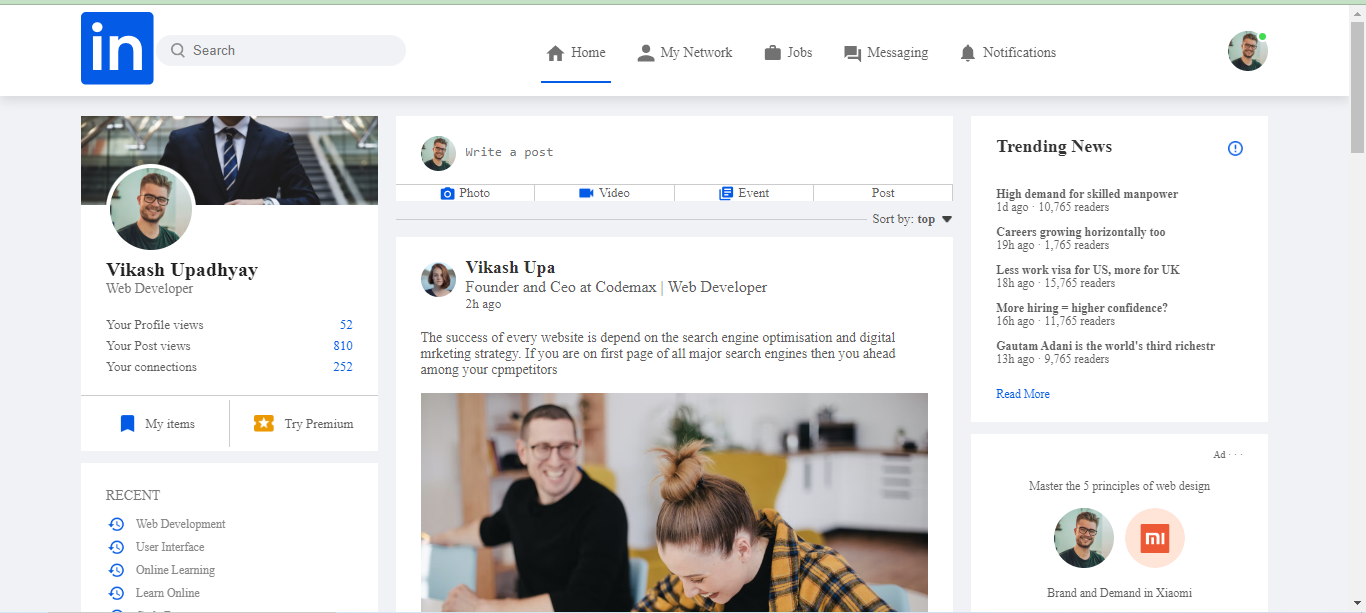 in
Search
Home
My Network
Jobs
Messaging
Notifications
Vikash Upadhyay
Web Developer
Your Profile views 52
Your Post views 810
Your connections 252
My items
Try Premium
RECENT
Web Development
User Interface
Online Learning
Learn Online
Write a post
Photo
Video
Event
Post
Sort by: top
Vikash Upa
Founder and Ceo at Codemax | Web Developer
2h ago
The success of every website is depend on the search engine optimisation and digital
mrketing strategy. If you are on first page of all major search engines then you ahead
among your cpmpetitors
Trending News
High demand for skilled manpower
1d ago · 10,765 readers
Careers growing horizontally too
19h ago · 1,765 readers
Less work visa for US, more for UK
18h ago · 15,765 readers
More hiring = higher confidence?
16h ago · 11,765 readers
Gautam Adani is the world's third richestr
13h ago · 9,765 readers
Read More
Ad · · ·
Master the 5 principles of web design
mi
Brand and Demand in Xiaomi